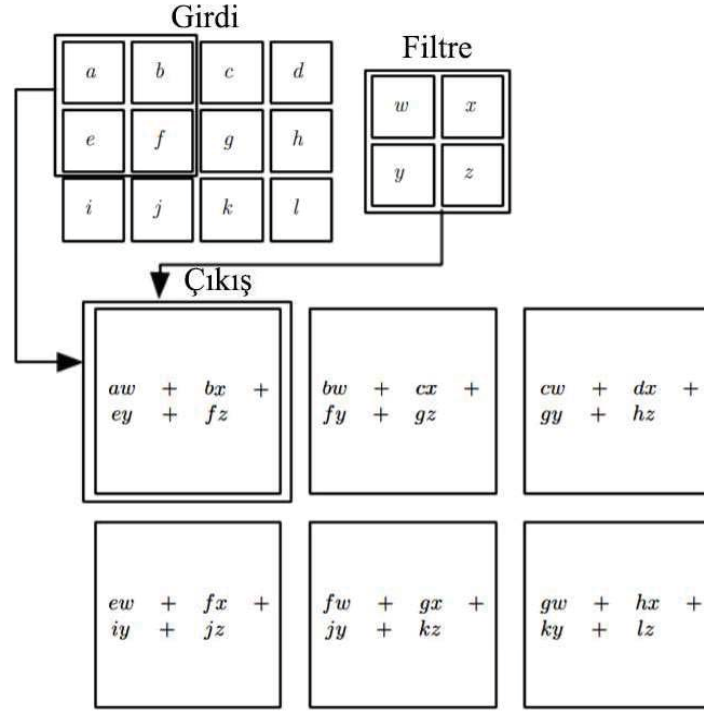 Girdi
a b c d
e f g h
i j k l
Filtre
w x
y z
Çıkış
aw + bx +
ey + fz
bw + cx +
fy + gz
cw + dx +
gy + hz
ew + fx +
iy + jz
fw + gx +
jy + kz
gw + hx +
ky + lz